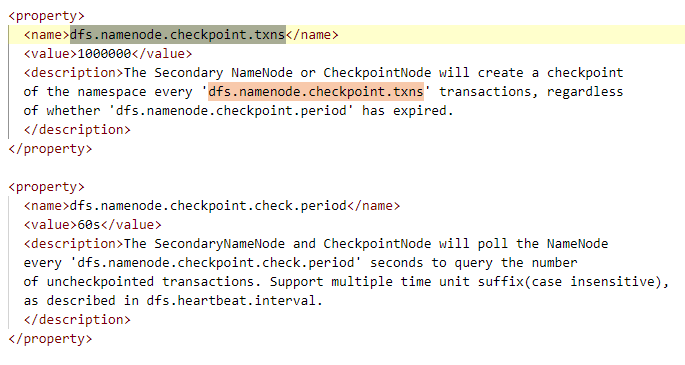 <property>
<name>dfs.namenode.checkpoint.txns</name>
<value>1000000</value>
<description>The Secondary NameNode or CheckpointNode will create a checkpoint
of the namespace every 'dfs.namenode.checkpoint.txns' transactions, regardless
of whether 'dfs.namenode.checkpoint.period' has expired.
</description>
</property>
<property>
<name>dfs.namenode.checkpoint.check.period</name>
<value>60s</value>
<description>The SecondaryNameNode and CheckpointNode will poll the NameNode
every 'dfs.namenode.checkpoint.check.period' seconds to query the number
of uncheckpointed transactions. Support multiple time unit suffix(case insensitive),
as described in dfs.heartbeat.interval.
</description>
</property>